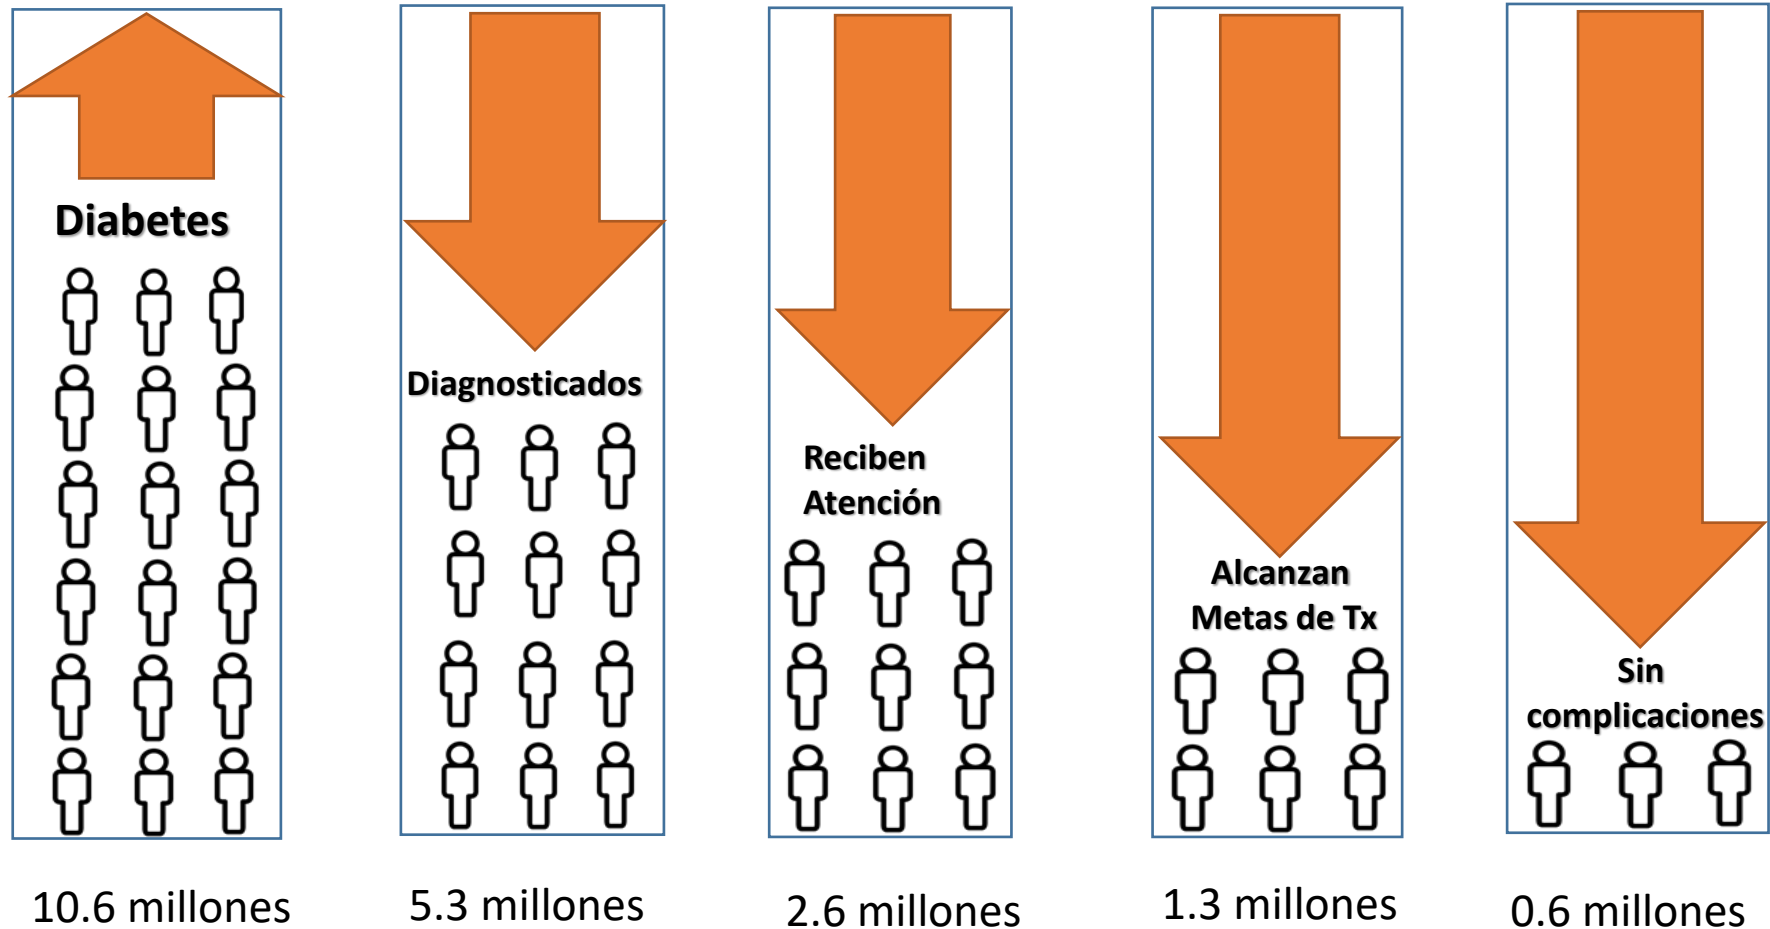 Diabetes
Diagnosticados
Reciben
Atención
Alcanzan
Metas de Tx
Sin
complicaciones
10.6 millones
5.3 millones
2.6 millones
1.3 millones
0.6 millones